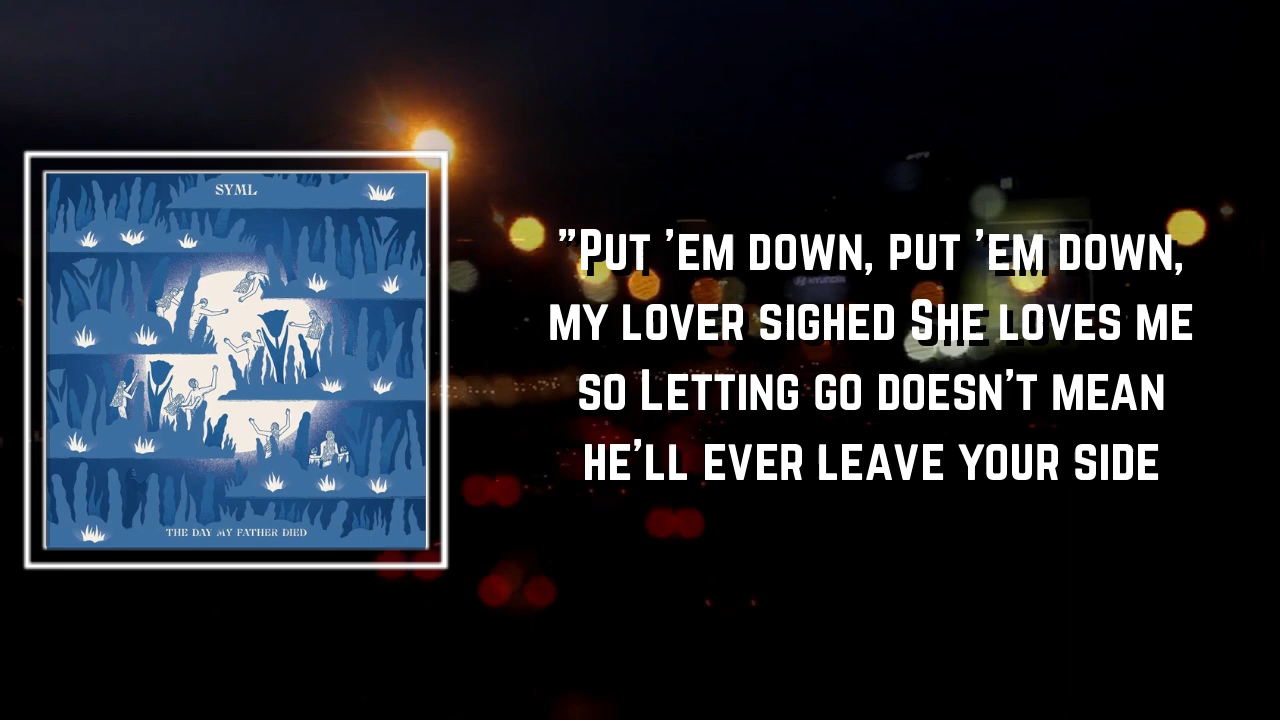 SYML
THE DAY MY FATHER DIED
"Put 'em down, put 'em down,
my lover sighed She loves me
so Letting go doesn't mean
he'll ever leave your side
HYUNDAI